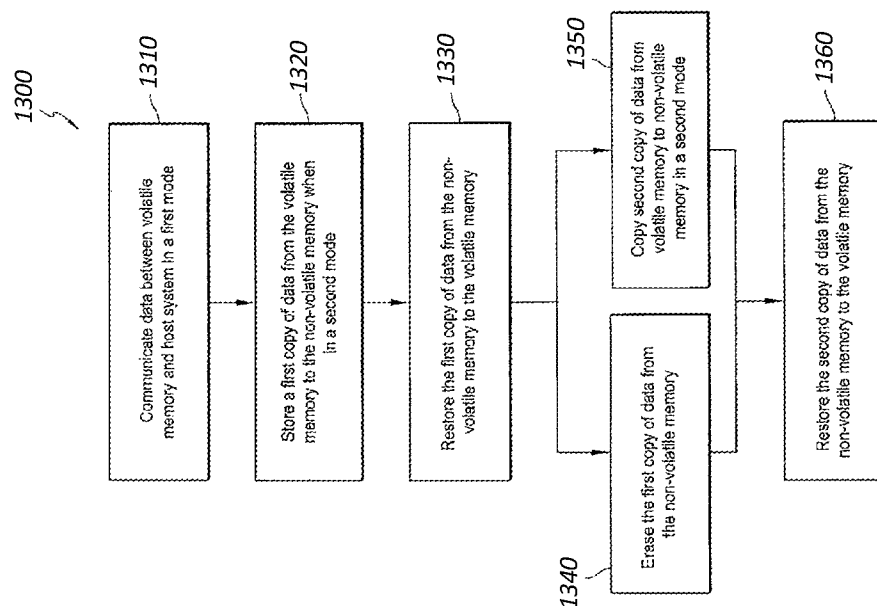 1300
1310
Communicate data between volatile
memory and host system in a first mode
1320
Store a first copy of data from the volatile
memory to the non-volatile memory when
in a second mode
1330
Restore the first copy of data from the non-
volatile memory to the volatile memory
1340
Erase the first copy of data from
the non-volatile memory
1350
Copy second copy of data from
volatile memory to non-volatile
memory in a second mode
1360
Restore the second copy of data from the
non-volatile memory to the volatile memory